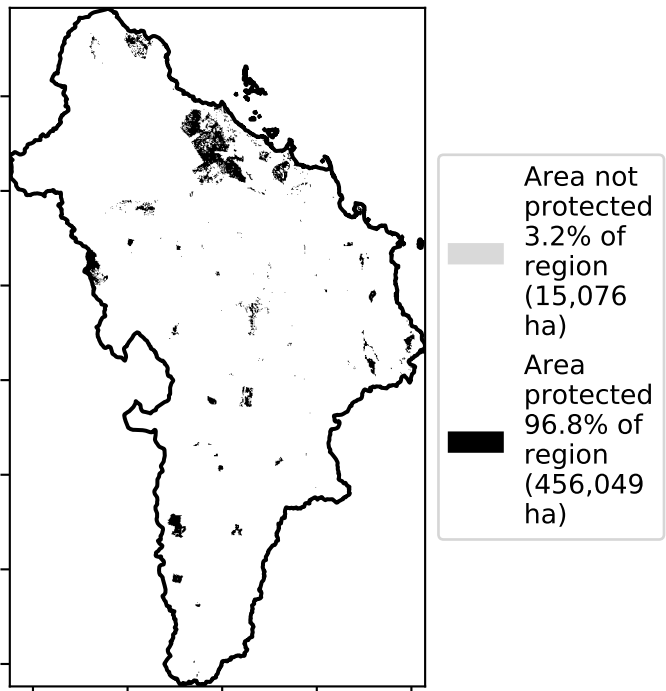 Area not
protected
3.2% of
region
(15,076
ha)
Area
protected
96.8% of
region
(456,049
ha)